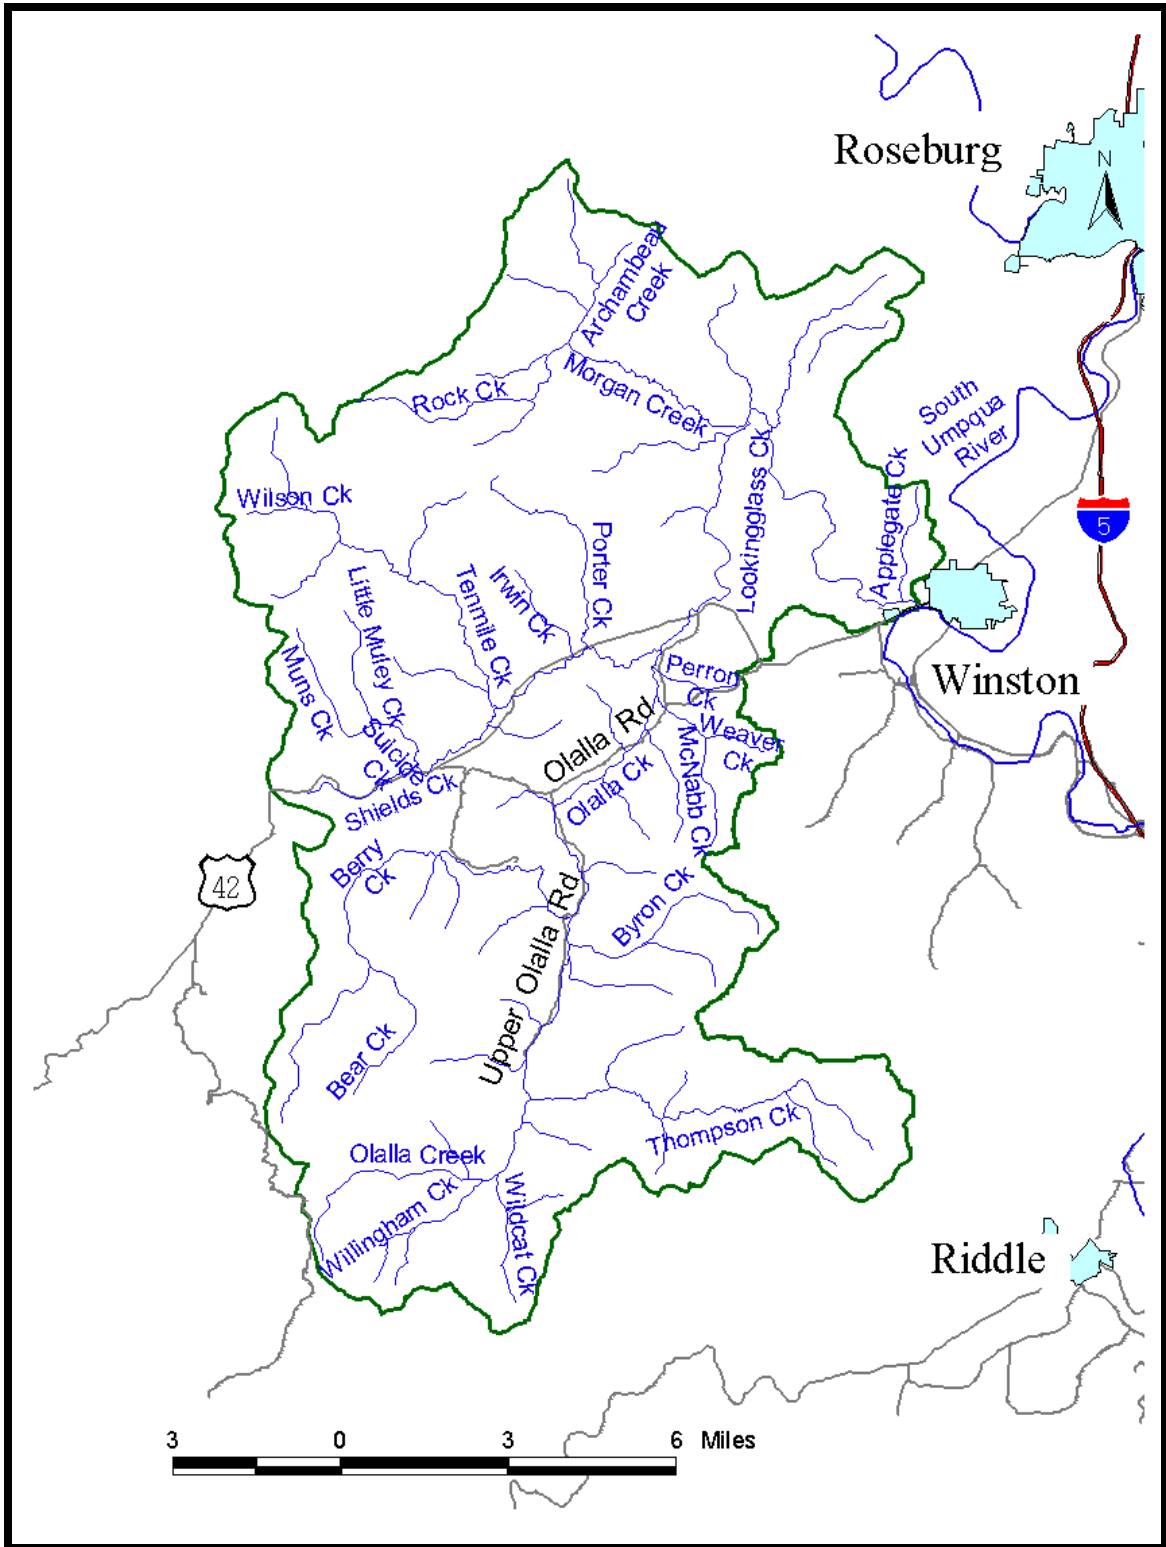 Roseburg
N
Archambeau
Creek
Rock Ck
Morgan Creek
South
Umpqua
River
Wilson Ck
Lookingglass Ck
Applegate Ck
5
Porter Ck
Irwin Ck
Tenmile Ck
Little Muley Ck
Muns Ck
Suicide
Ck
Shields Ck
Perron
Ck
Weaver
Ck
Winston
Olalla Rd
Olalla Ck
McNabb Ck
42
Berry
Ck
Byron Ck
Upper Olalla Rd
Bear Ck
Thompson Ck
Olalla Creek
Willingham Ck
Wildcat Ck
Riddle
3 0 3 6 Miles